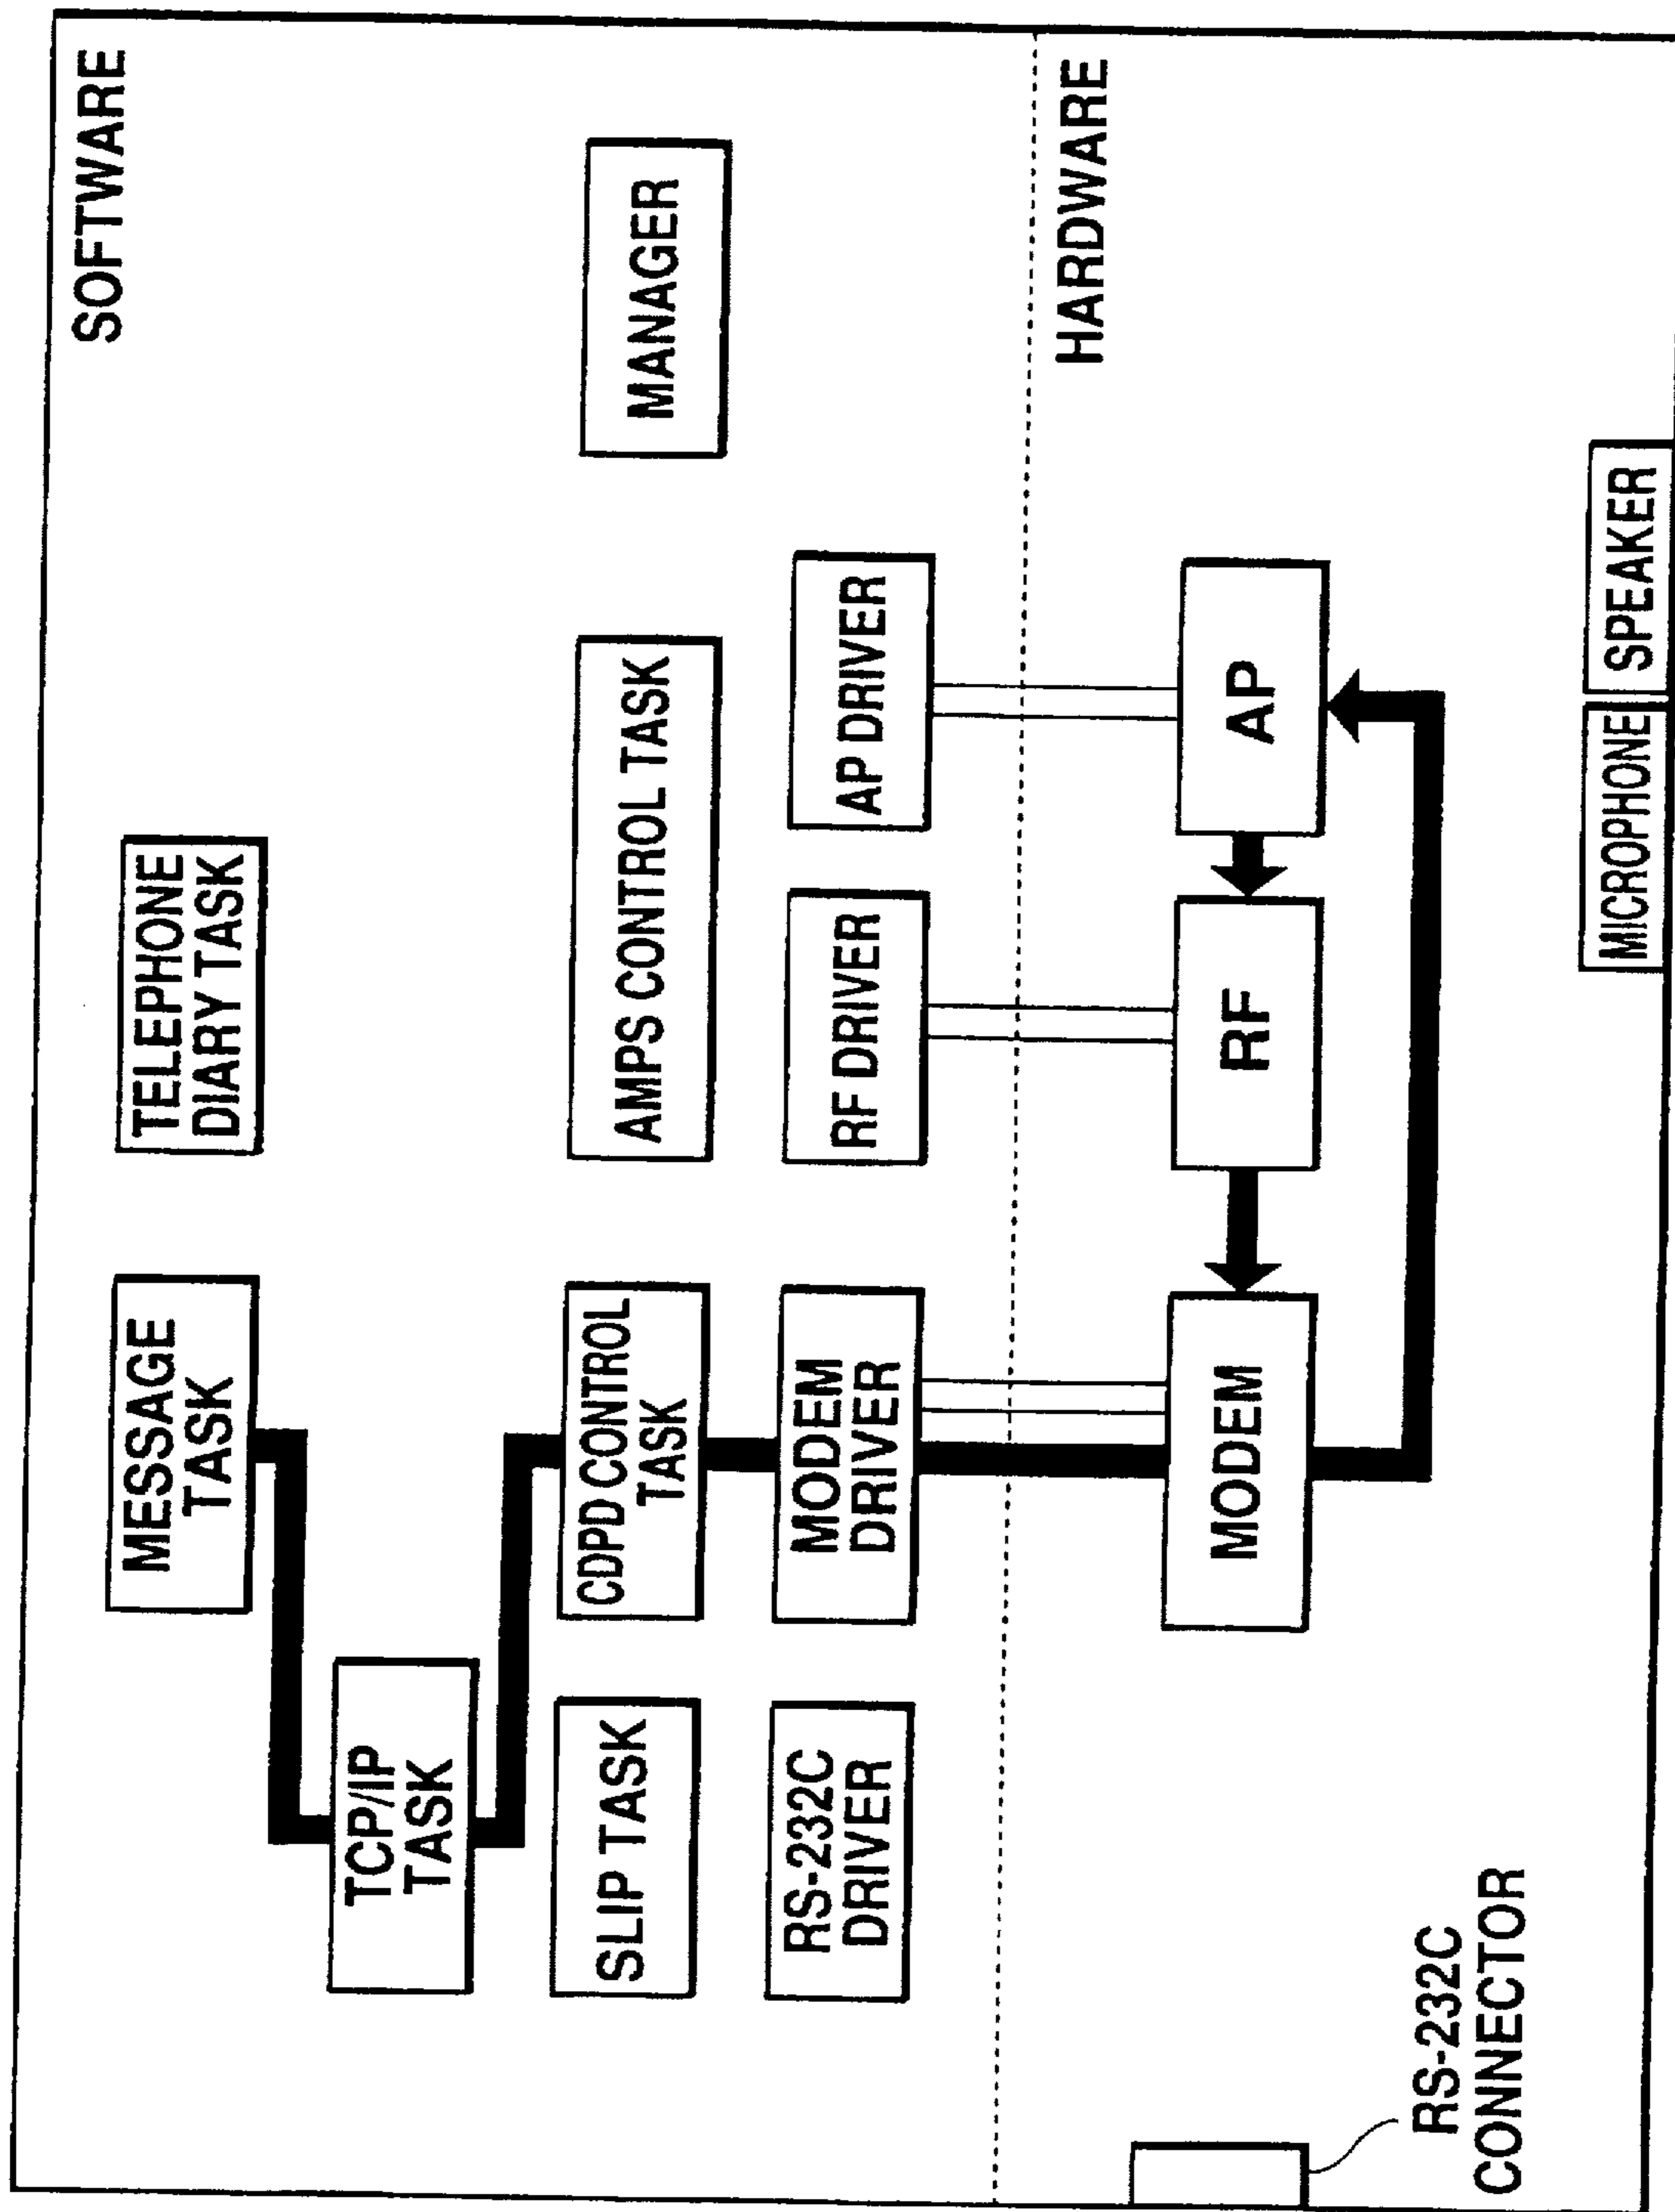 SOFTWARE
MESSAGE
TASK
TELEPHONE
DIARY TASK
TCP/IP
TASK
SLIP TASK
CDPD CONTROL
TASK
AMPS CONTROL TASK
MANAGER
RS-232C
DRIVER
MODEM
DRIVER
RF DRIVER
AP DRIVER
HARDWARE
MODEM
RF
AP
RS-232C
CONNECTOR
MICROPHONE
SPEAKER